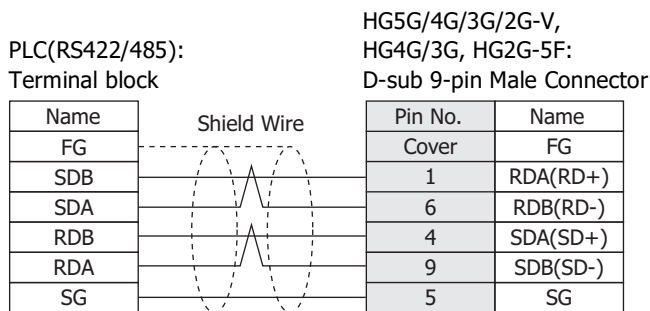 HG5G/4G/3G/2G-V,
PLC(RS422/485): HG4G/3G, HG2G-5F:
Terminal block D-sub 9-pin Male Connector
Name Shield Wire Pin No. Name
FG Cover FG
SDB 1 RDA(RD+)
SDA 6 RDB(RD-)
RDB 4 SDA(SD+)
RDA 9 SDB(SD-)
SG 5 SG